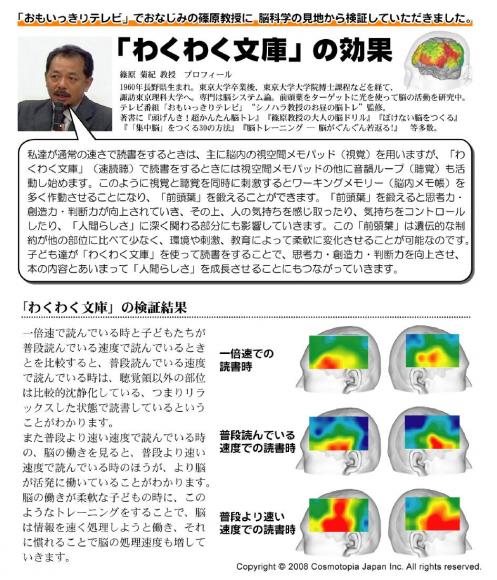 「おもいっきりテレビ」でおなじみの篠原教授に 脳科学の見地から検証していただきました。
「わくわく文庫」の効果
篠原 菊紀 教授　プロフィール
1960年長野県生まれ。東京大学卒業後、東京大学大学院博士課程などを経て、
諏訪東京理科大学へ。専門は脳システム論。前頭葉をターゲットに光を使って脳の活動を研究中。
テレビ番組「おもいっきりテレビ」“シノハラ教授のお昼の脳トレ”監修。
著書に『頭げんき！超かんたん脳トレ』『篠原教授の大人の脳ドリル』『ぼけない脳をつくる』
『「集中脳」をつくる30の方法』『脳トレーニング ― 脳がぐんぐん若返る!』　等多数。
私達が通常の速さで読書をするときは、主に脳内の視空間メモパッド（視覚）を用いますが、「わ
くわく文庫」（速読聴）で読書をするときには視空間メモパッドの他に音韻ループ（聴覚）も活
動し始めます。このように視覚と聴覚を同時に刺激するとワーキングメモリー（脳内メモ帳）を
多く作動させることになり、「前頭葉」を鍛えることができます。「前頭葉」を鍛えると思考力・
創造力・判断力が向上されていき、その上、人の気持ちを感じ取ったり、気持ちをコントロール
したり、「人間らしさ」に深く関わる部分にも影響していきます。この「前頭葉」は遺伝的な制
約が他の部位に比べて少なく、環境や刺激、教育によって柔軟に変化させることが可能なのです。
子ども達が「わくわく文庫」を使って読書をすることで、思考力・創造力・判断力を向上させ、
本の内容とあいまって「人間らしさ」を成長させることにもつながっていきます。
「わくわく文庫」の検証結果
一倍速で読んでいる時と子どもたちが
普段読んでいる速度で読んでいるとき
とを比較すると、普段読んでいる速度
で読んでいる時は、聴覚領以外の部位
は比較的沈静化している、つまりリラ
ックスした状態で読書しているという
ことがわかります。
また普段より速い速度で読んでいる時
の、脳の働きを見ると、普段より速い
速度で読んでいる時のほうが、より脳
が活発に働いていることがわかります。
脳の働きが柔軟な子どもの時に、この
ようなトレーニングをすることで、脳
は情報を速く処理しようと働き、それ
に慣れることで脳の処理速度も増して
いきます。
一倍速での
読書時
普段読んでいる
速度での読書時
普段より速い
速度での読書時
Copyright © 2008 Cosmotopia Japan Inc. All rights reserved.